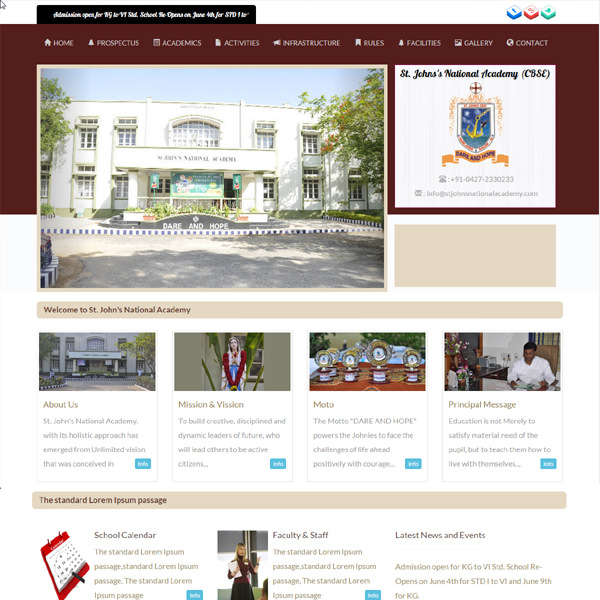 Admission open for KG to VI Std. School Re-Opens on June 4th for STD I to
HOME PROSPECTUS ACADEMICS ACTIVITIES INFRASTRUCTURE RULES FACILITIES GALLERY CONTACT
ST.JOHN'S NATIONAL ACADEMY
DARE AND HOPE
St. Johns's National Academy (CBSE)
DARE AND HOPE
: +91-0427-2330233
: info@stjohnsnationalacademy.com
Welcome to St. John's National Academy
About Us
St. John's National Academy.
with its holistic approach has
emerged from Unlimited vision
that was conceived in
Info
Mission & Vission
To build creative, disciplined and
dynamic leaders of future, who
will lead others to be active
citizens..,
Info
Moto
The Motto "DARE AND HOPE"
powers the Johnies to face the
challenges of life ahead
positively with courage...
Info
Principal Message
Education is not Merely to
satisfy material need of the
pupil, but to teach them how to
live with themselves..,
Info
The standard Lorem Ipsum passage
School Calendar
The standard Lorem Ipsum
passage,standard Lorem Ipsum
passage, The standard Lorem
Ipsum passage
Info
Faculty & Staff
The standard Lorem Ipsum
passage,standard Lorem Ipsum
passage, The standard Lorem
Ipsum passage
Info
Latest News and Events
Admission open for KG to VI Std. School Re-
Opens on June 4th for STD I to VI and June 9th
for KG.